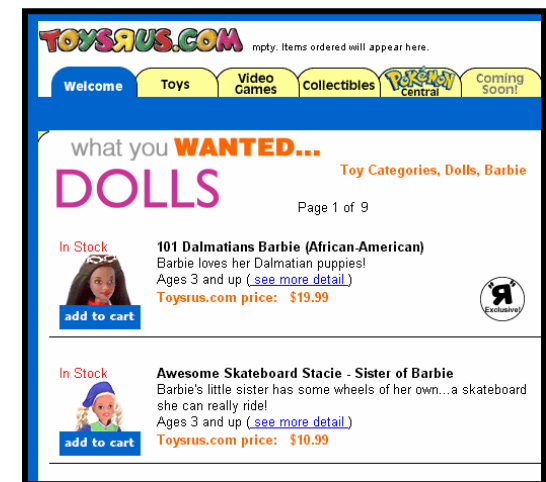 TOYSЯUS.COM
mpty. Items ordered will appear here.
Welcome
Toys
Video
Games
Collectibles
POKéMON
Central
Coming
Soon!
what you WANTED...
DOLLS
Toy Categories, Dolls, Barbie
Page 1 of 9
In Stock
101 Dalmatians Barbie (African-American)
Barbie loves her Dalmatian puppies!
Ages 3 and up ( see more detail )
Toysrus.com price: $19.99
add to cart
"Я"
Exclusive!
In Stock
Awesome Skateboard Stacie - Sister of Barbie
Barbie's little sister has some wheels of her own...a skateboard
she can really ride!
Ages 3 and up ( see more detail )
Toysrus.com price: $10.99
add to cart